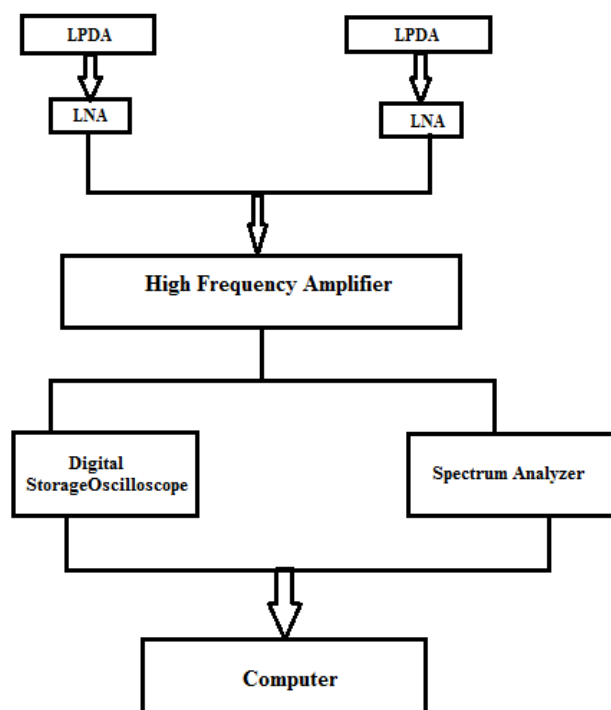 LPDA
LPDA
LNA
LNA
High Frequency Amplifier
Digital
StorageOscilloscope
Spectrum Analyzer
Computer